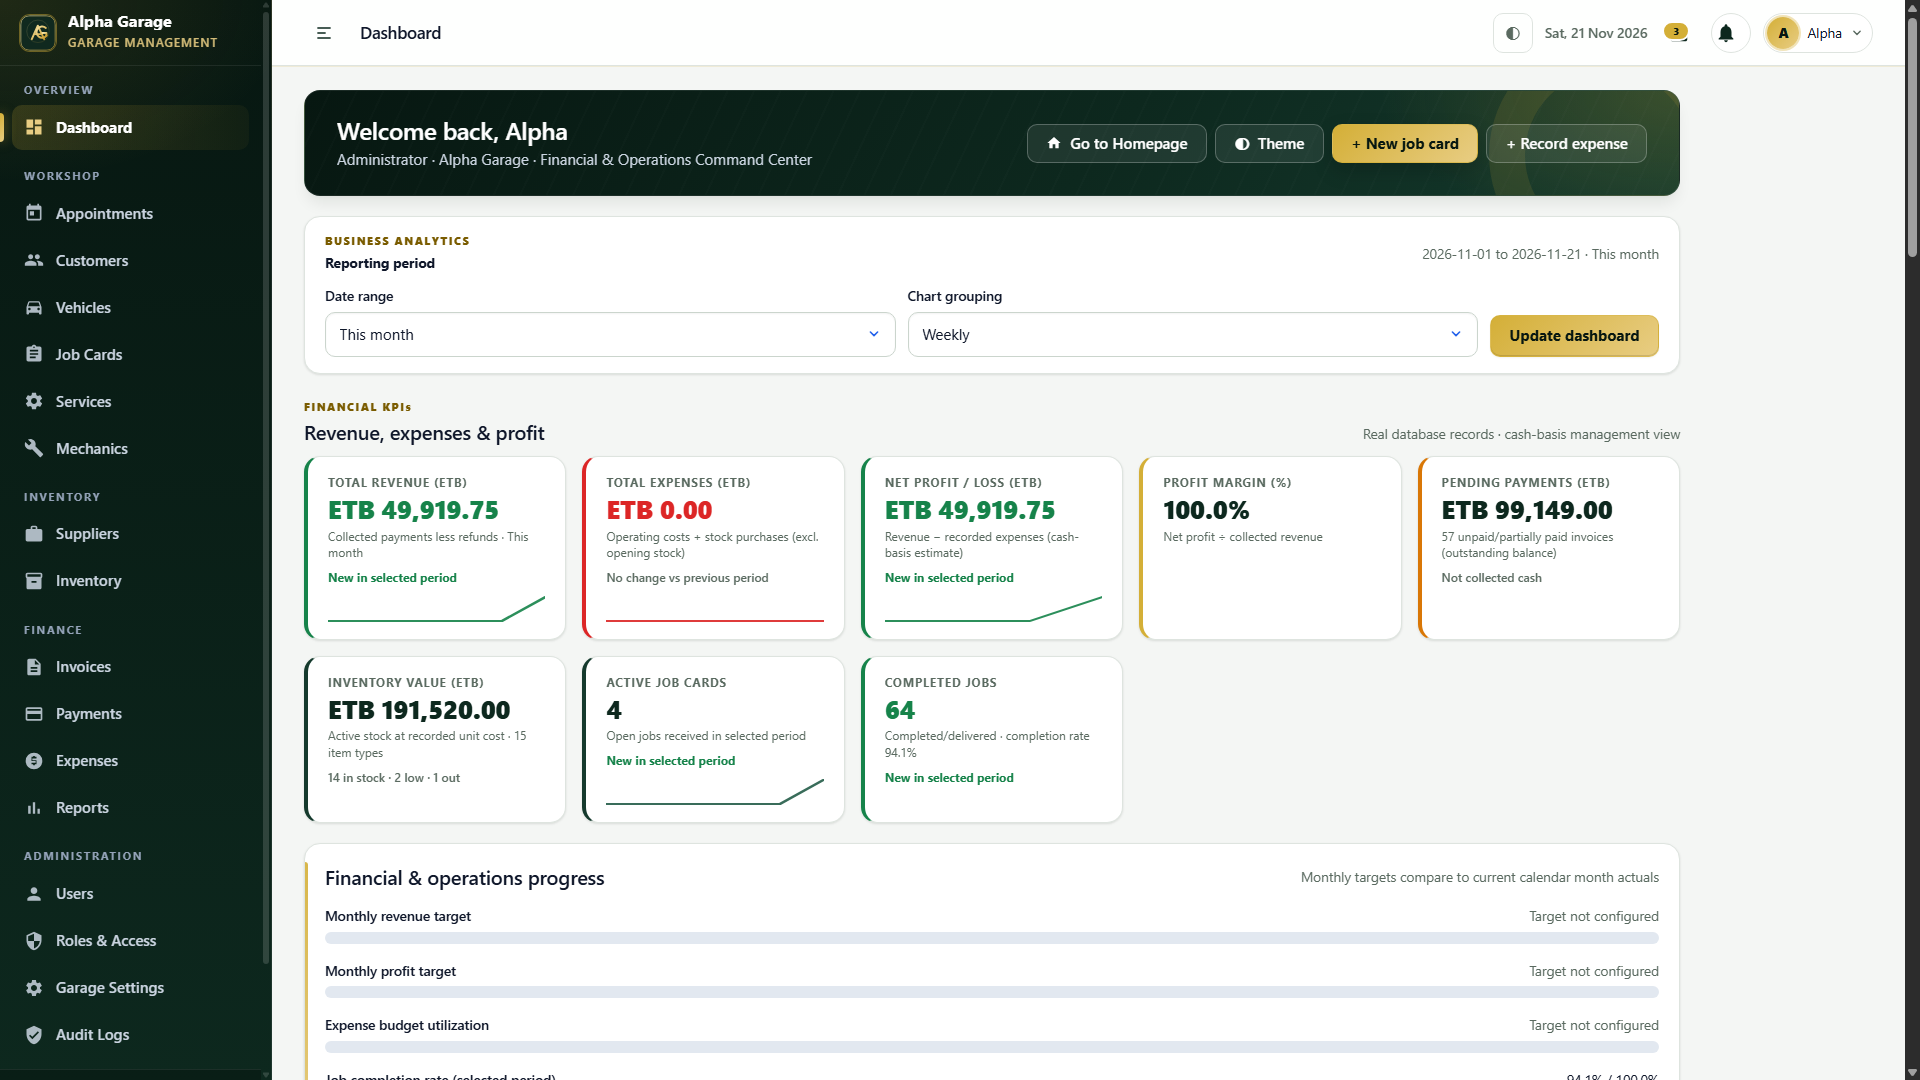 Alpha Garage
GARAGE MANAGEMENT
OVERVIEW
Dashboard
WORKSHOP
Appointments
Customers
Vehicles
Job Cards
Services
Mechanics
INVENTORY
Suppliers
Inventory
FINANCE
Invoices
Payments
Expenses
Reports
ADMINISTRATION
Users
Roles & Access
Garage Settings
Audit Logs
Dashboard
Sat, 21 Nov 2026
3
A
Alpha
Welcome back, Alpha
Administrator · Alpha Garage · Financial & Operations Command Center
Go to Homepage
Theme
+ New job card
+ Record expense
BUSINESS ANALYTICS
Reporting period
2026-11-01 to 2026-11-21 · This month
Date range
This month
Chart grouping
Weekly
Update dashboard
FINANCIAL KPIs
Revenue, expenses & profit
Real database records · cash-basis management view
TOTAL REVENUE (ETB)
ETB 49,919.75
Collected payments less refunds · This
month
New in selected period
TOTAL EXPENSES (ETB)
ETB 0.00
Operating costs + stock purchases (excl.
opening stock)
No change vs previous period
NET PROFIT / LOSS (ETB)
ETB 49,919.75
Revenue − recorded expenses (cash-
basis estimate)
New in selected period
PROFIT MARGIN (%)
100.0%
Net profit ÷ collected revenue
PENDING PAYMENTS (ETB)
ETB 99,149.00
57 unpaid/partially paid invoices
(outstanding balance)
Not collected cash
INVENTORY VALUE (ETB)
ETB 191,520.00
Active stock at recorded unit cost · 15
item types
14 in stock · 2 low · 1 out
ACTIVE JOB CARDS
4
Open jobs received in selected period
New in selected period
COMPLETED JOBS
64
Completed/delivered · completion rate
94.1%
New in selected period
Financial & operations progress
Monthly targets compare to current calendar month actuals
Monthly revenue target
Target not configured
Monthly profit target
Target not configured
Expense budget utilization
Target not configured
Job completion rate (selected period)
94.1% / 100.0%